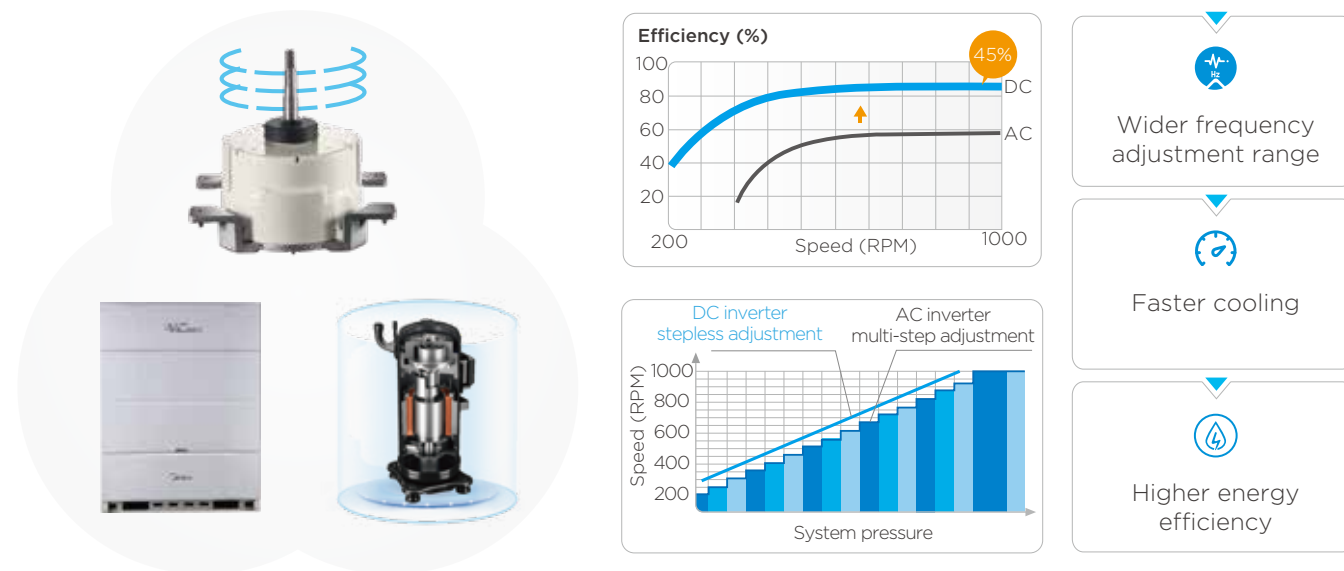 Efficiency (%)
100
80
60
40
20
200
Speed (RPM)
1000
45%
DC
AC
DC inverter
stepless adjustment
AC inverter
multi-step adjustment
Speed (RPM)
1000
800
600
400
200
System pressure
Hz
Wider frequency
adjustment range
Faster cooling
Higher energy
efficiency
Midea